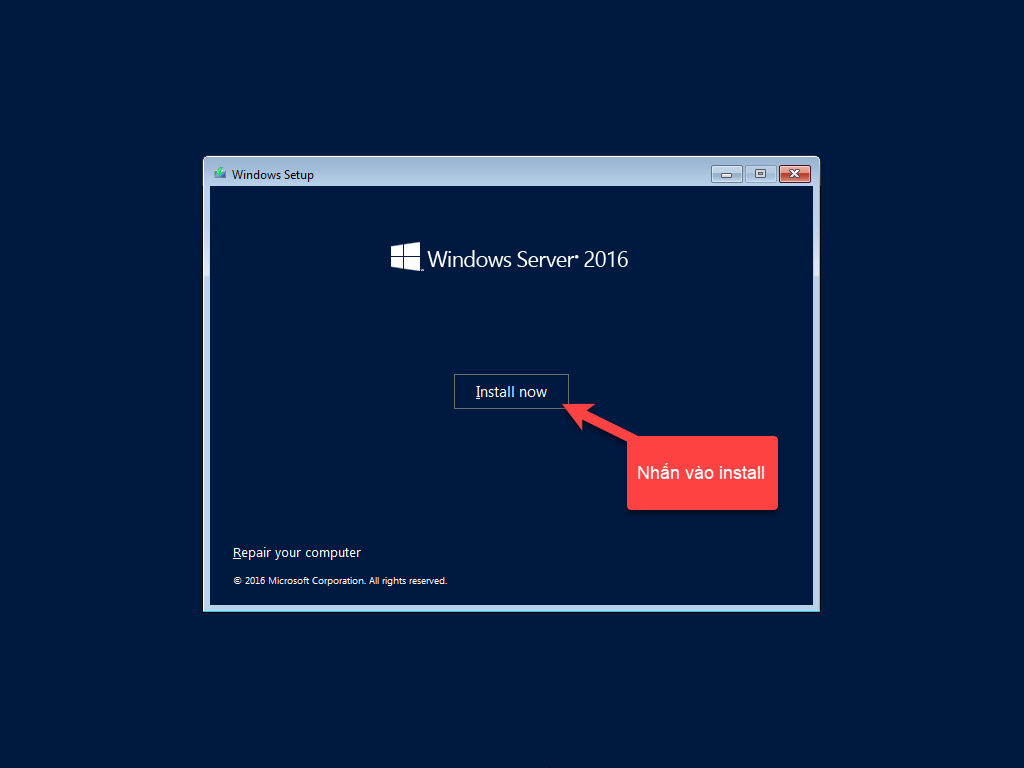 Windows Setup
Windows Server® 2016
Install now
Nhấn vào install
Repair your computer
© 2016 Microsoft Corporation. All rights reserved.